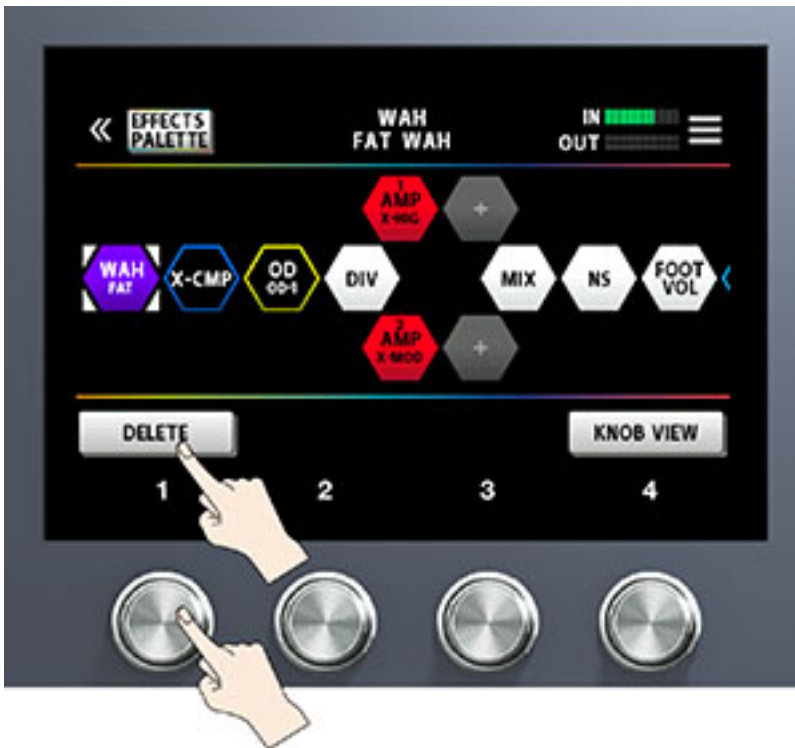 EFFECTS
PALETTE
WAH
FAT WAH
IN
OUT
1
AMP
X-HIG
+
WAH
FAT
X-CMP
OD
OD-1
DIV
MIX
NS
FOOT
VOL
2
AMP
X-MOD
+
DELETE
KNOB VIEW
1
2
3
4